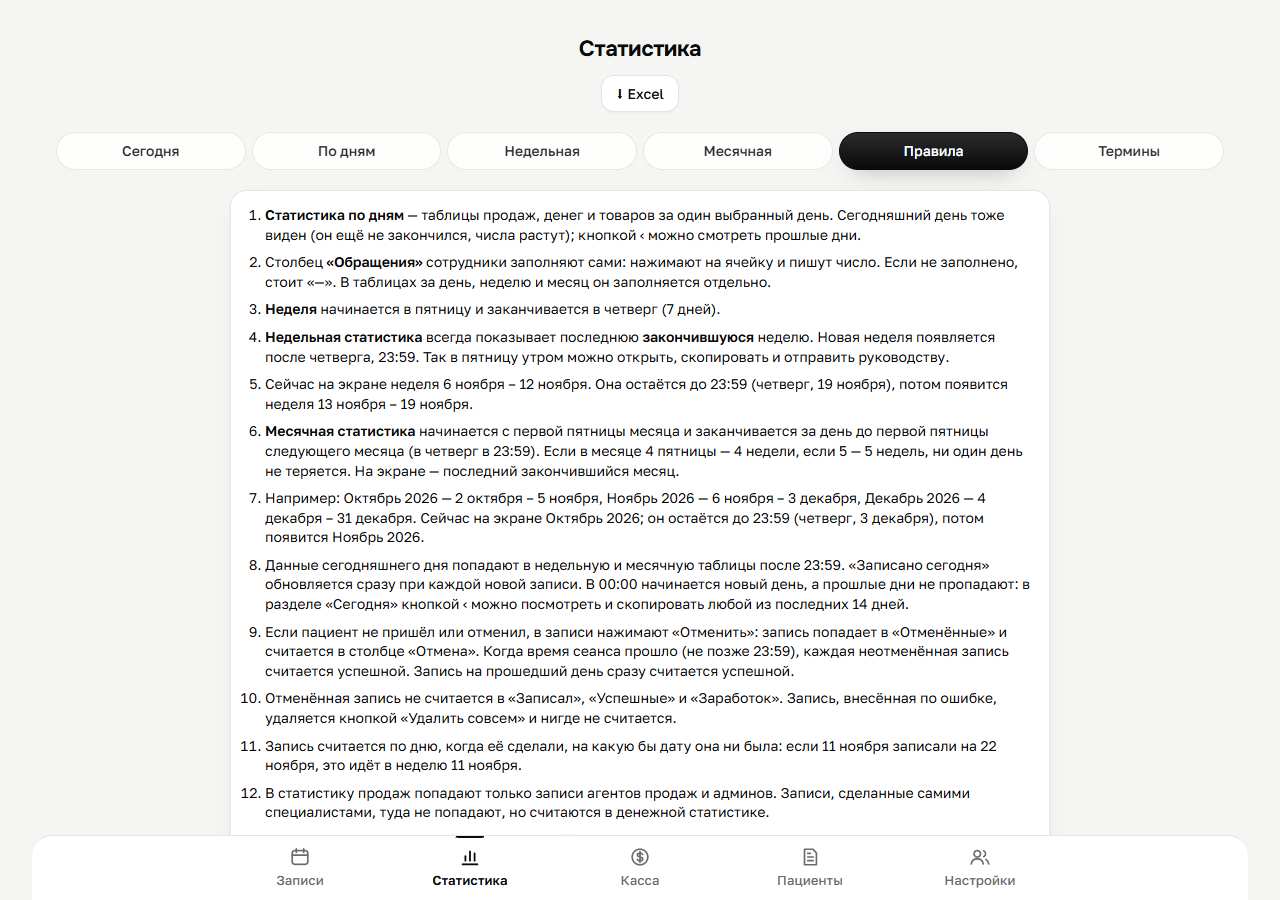 Статистика
⬇ Excel
Сегодня
По дням
Недельная
Месячная
Правила
Термины
1. Статистика по дням — таблицы продаж, денег и товаров за один выбранный день. Сегодняшний день тоже
виден (он ещё не закончился, числа растут); кнопкой ‹ можно смотреть прошлые дни.
2. Столбец «Обращения» сотрудники заполняют сами: нажимают на ячейку и пишут число. Если не заполнено,
стоит «—». В таблицах за день, неделю и месяц он заполняется отдельно.
3. Неделя начинается в пятницу и заканчивается в четверг (7 дней).
4. Недельная статистика всегда показывает последнюю закончившуюся неделю. Новая неделя появляется
после четверга, 23:59. Так в пятницу утром можно открыть, скопировать и отправить руководству.
5. Сейчас на экране неделя 6 ноября – 12 ноября. Она остаётся до 23:59 (четверг, 19 ноября), потом появится
неделя 13 ноября – 19 ноября.
6. Месячная статистика начинается с первой пятницы месяца и заканчивается за день до первой пятницы
следующего месяца (в четверг в 23:59). Если в месяце 4 пятницы — 4 недели, если 5 — 5 недель, ни один день
не теряется. На экране — последний закончившийся месяц.
7. Например: Октябрь 2026 — 2 октября – 5 ноября, Ноябрь 2026 — 6 ноября – 3 декабря, Декабрь 2026 — 4
декабря – 31 декабря. Сейчас на экране Октябрь 2026; он остаётся до 23:59 (четверг, 3 декабря), потом
появится Ноябрь 2026.
8. Данные сегодняшнего дня попадают в недельную и месячную таблицы после 23:59. «Записано сегодня»
обновляется сразу при каждой новой записи. В 00:00 начинается новый день, а прошлые дни не пропадают: в
разделе «Сегодня» кнопкой ‹ можно посмотреть и скопировать любой из последних 14 дней.
9. Если пациент не пришёл или отменил, в записи нажимают «Отменить»: запись попадает в «Отменённые» и
считается в столбце «Отмена». Когда время сеанса прошло (не позже 23:59), каждая неотменённая запись
считается успешной. Запись на прошедший день сразу считается успешной.
10. Отменённая запись не считается в «Записал», «Успешные» и «Заработок». Запись, внесённая по ошибке,
удаляется кнопкой «Удалить совсем» и нигде не считается.
11. Запись считается по дню, когда её сделали, на какую бы дату она ни была: если 11 ноября записали на 22
ноября, это идёт в неделю 11 ноября.
12. В статистику продаж попадают только записи агентов продаж и админов. Записи, сделанные самими
специалистами, туда не попадают, но считаются в денежной статистике.
Записи
Статистика
Касса
Пациенты
Настройки